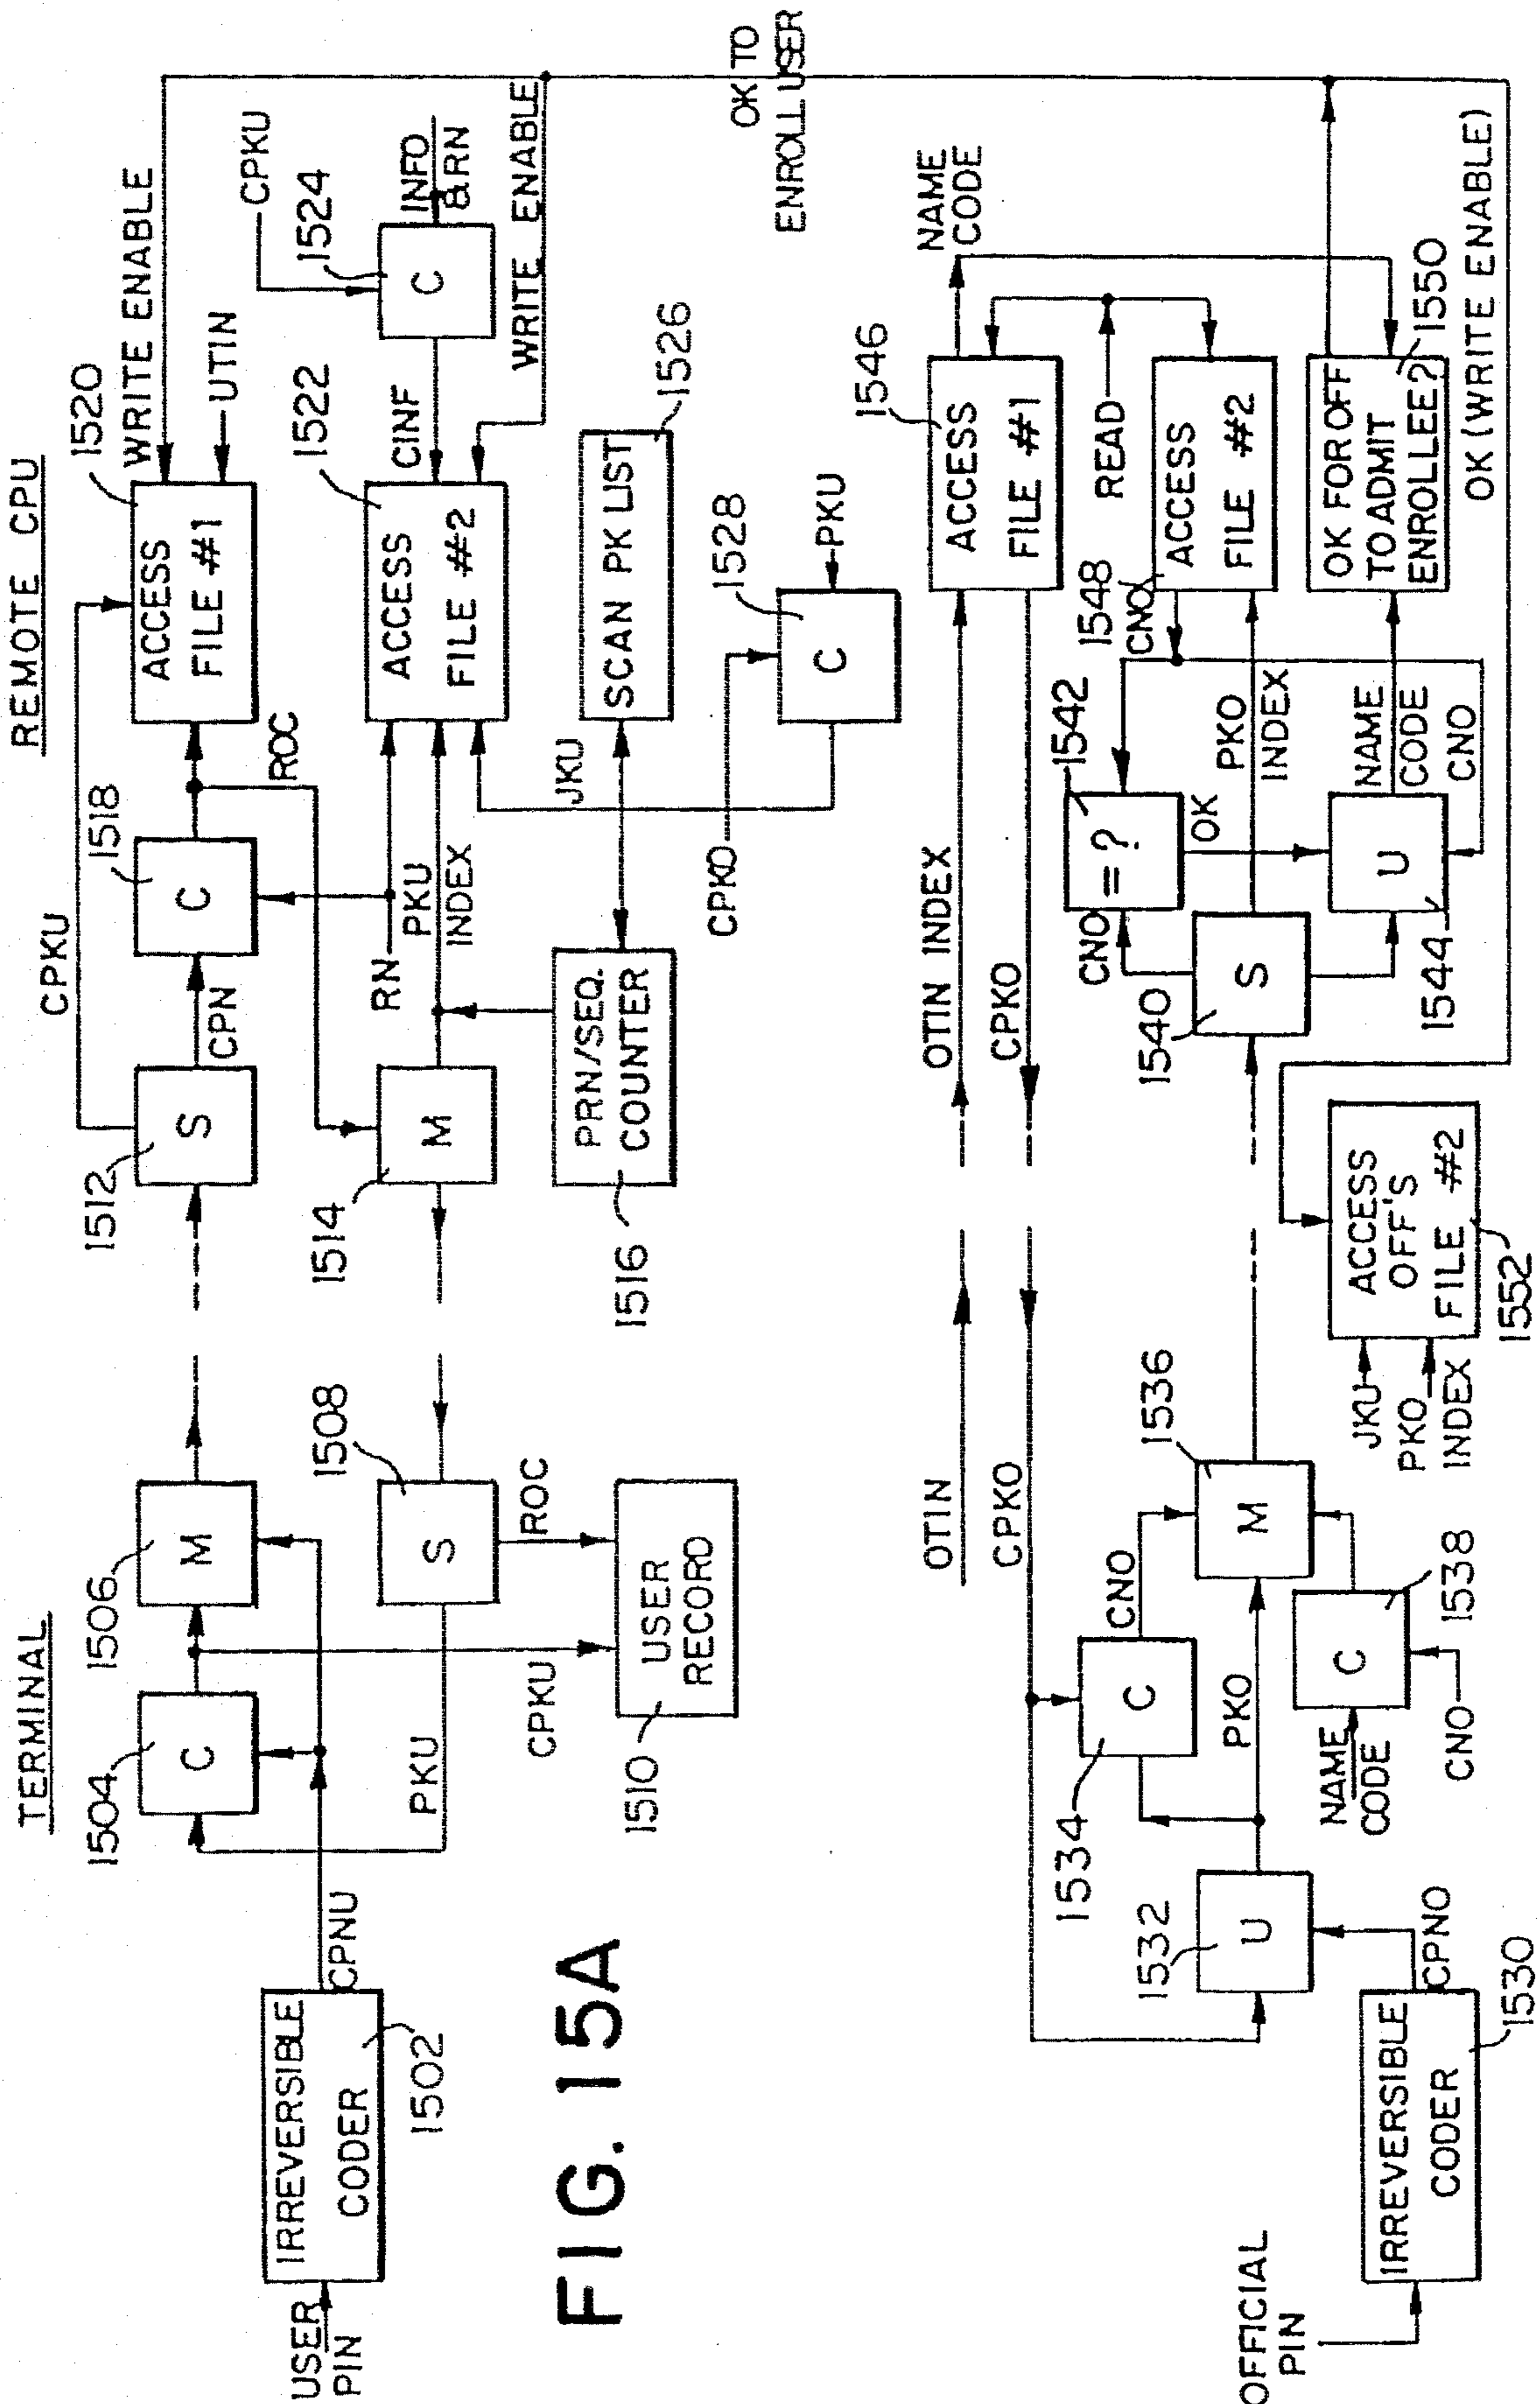 TERMINAL
REMOTE CPU
USER
PIN
IRREVERSIBLE
CODER
1502
CPNU
1504
C
1506
M
PKU
CPKU
1508
S
ROC
USER
RECORD
1510
1512
S
CPKU
CPN
1518
C
ROC
1520
ACCESS
FILE #1
WRITE ENABLE
UTIN
1514
M
RN
PKU
INDEX
1522
ACCESS
FILE #2
CINF
1524
C
CPKU
INFO
&RN
WRITE ENABLE
PRN/SEQ.
COUNTER
1516
JKU
SCAN PK LIST
1526
CPKO
1528
C
PKU
OK TO
ENROLL USER
FIG. 15A
OTIN
OTIN INDEX
CPKO
CPKO
1546
ACCESS
FILE #1
NAME
CODE
READ
1534
C
CNO
1536
M
1532
U
PKO
NAME
CODE
C
1538
CNO
OFFICIAL
PIN
IRREVERSIBLE
CODER
1530
CPNO
1540
S
CNO
1542
= ?
OK
PKO
INDEX
1548
CNO
ACCESS
FILE #2
U
1544
NAME
CODE
CNO
OK FOR OFF
TO ADMIT
ENROLLEE?
1550
OK (WRITE ENABLE)
JKU
PKO
INDEX
ACCESS
OFF'S
FILE #2
1552